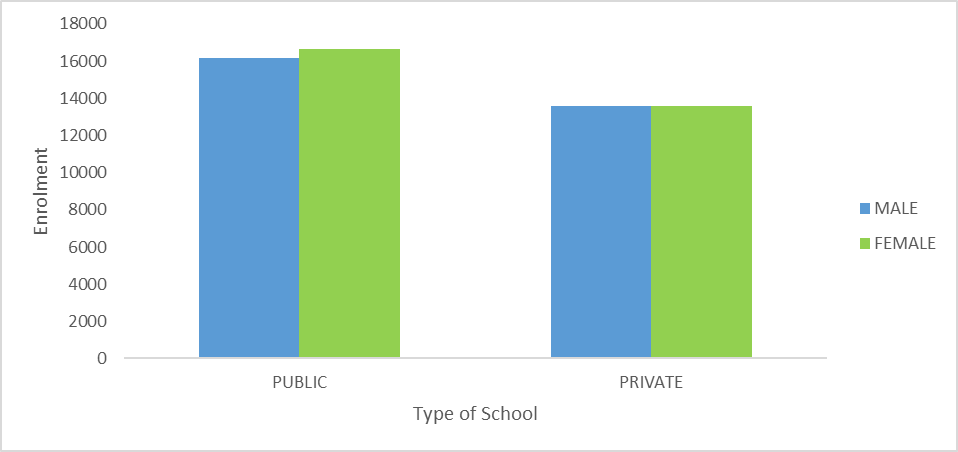 18000
16000
14000
12000
10000
8000
6000
4000
2000
0
Enrolment
PUBLIC
PRIVATE
Type of School
MALE
FEMALE